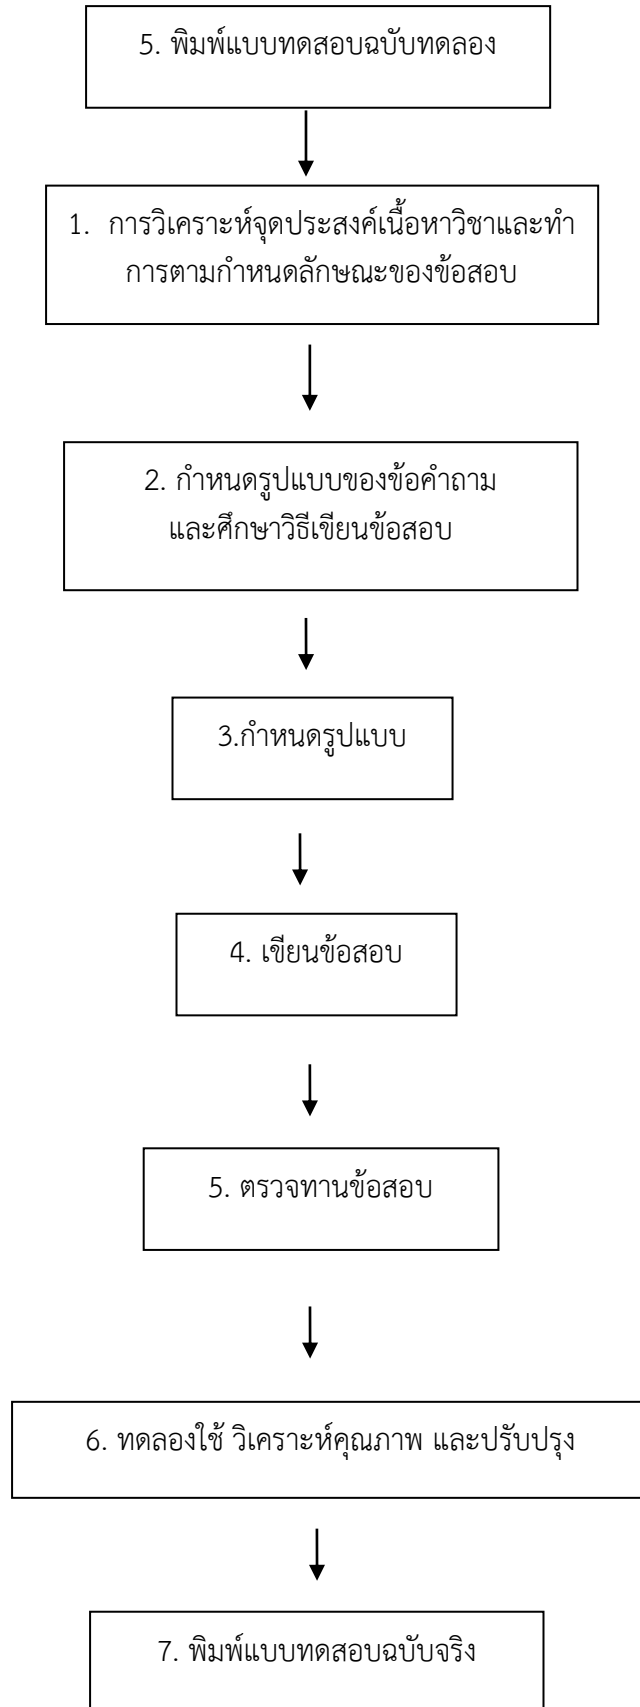 5. พิมพ์แบบทดสอบฉบับทดลอง
1. การวิเคราะห์จุดประสงค์เนื้อหาวิชาและทำ
การตามกำหนดลักษณะของข้อสอบ
2. กำหนดรูปแบบของข้อคำถาม
และศึกษาวิธีเขียนข้อสอบ
3.กำหนดรูปแบบ
4. เขียนข้อสอบ
5. ตรวจทานข้อสอบ
6. ทดลองใช้ วิเคราะห์คุณภาพ และปรับปรุง
7. พิมพ์แบบทดสอบฉบับจริง